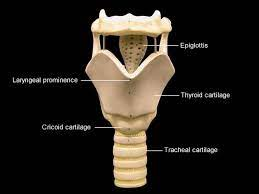 Epiglottis
Laryngeal prominence
Thyroid cartilage
Cricoid cartilage
Tracheal cartilage